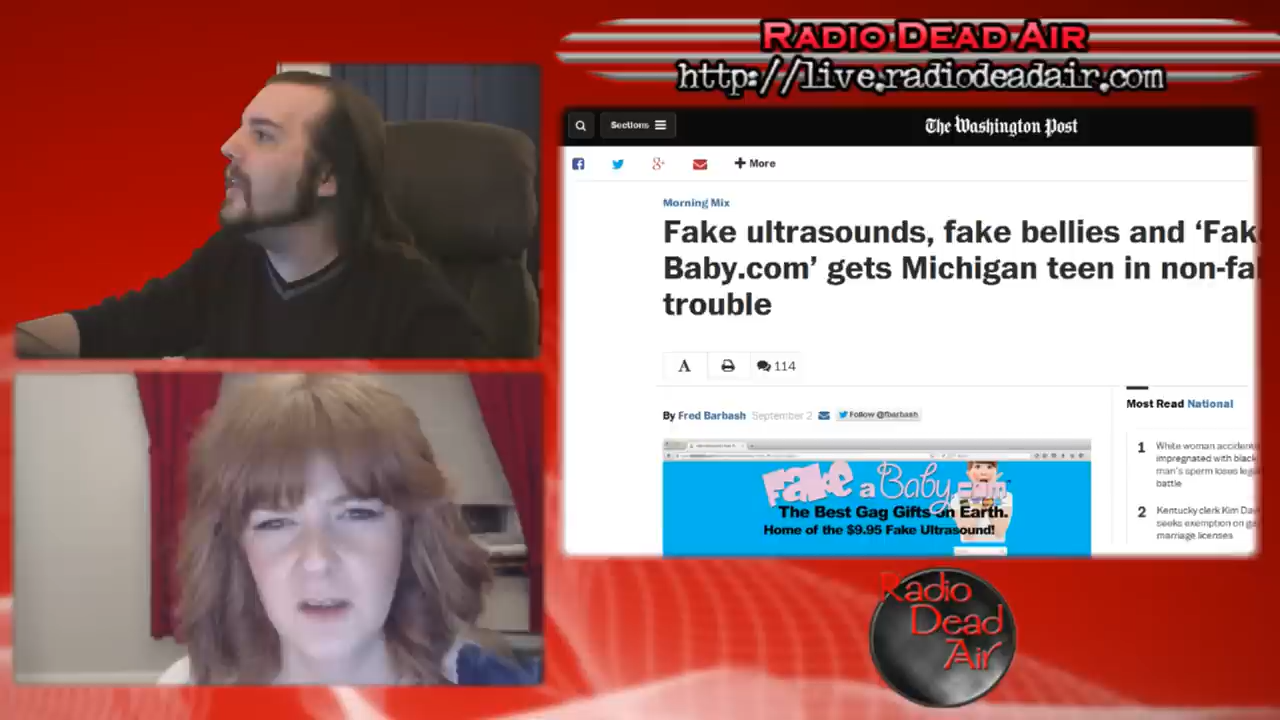 Radio Dead Air
http://live.radiodeadair.com
Sections
The Washington Post
+ More
Morning Mix
Fake ultrasounds, fake bellies and ‘Fak
Baby.com’ gets Michigan teen in non-fa
trouble
A
114
By Fred Barbash September 2
Follow @fbarbash
Most Read National
1 White woman accidenta
impregnated with black
man's sperm loses lega
battle
2 Kentucky clerk Kim Da
seeks exemption on ga
marriage licenses
Fake a Baby.com
The Best Gag Gifts on Earth.
Home of the $9.95 Fake Ultrasound!
Radio
Dead
Air